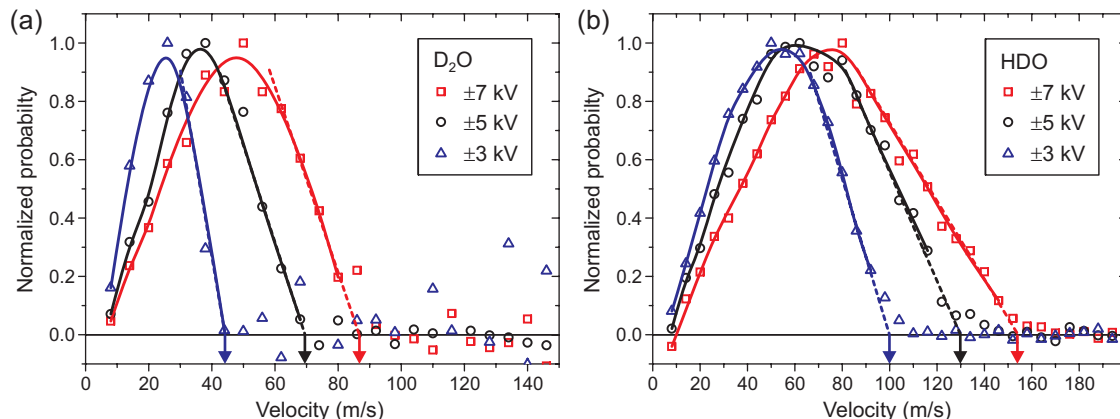 (a)
Normalized probabilty
1.0
0.8
0.6
0.4
0.2
0.0
0 20 40 60 80 100 120 140
Velocity (m/s)
D₂O
±7 kV
±5 kV
±3 kV
(b)
Normalized probabilty
1.0
0.8
0.6
0.4
0.2
0.0
0 20 40 60 80 100 120 140 160 180
Velocity (m/s)
HDO
±7 kV
±5 kV
±3 kV